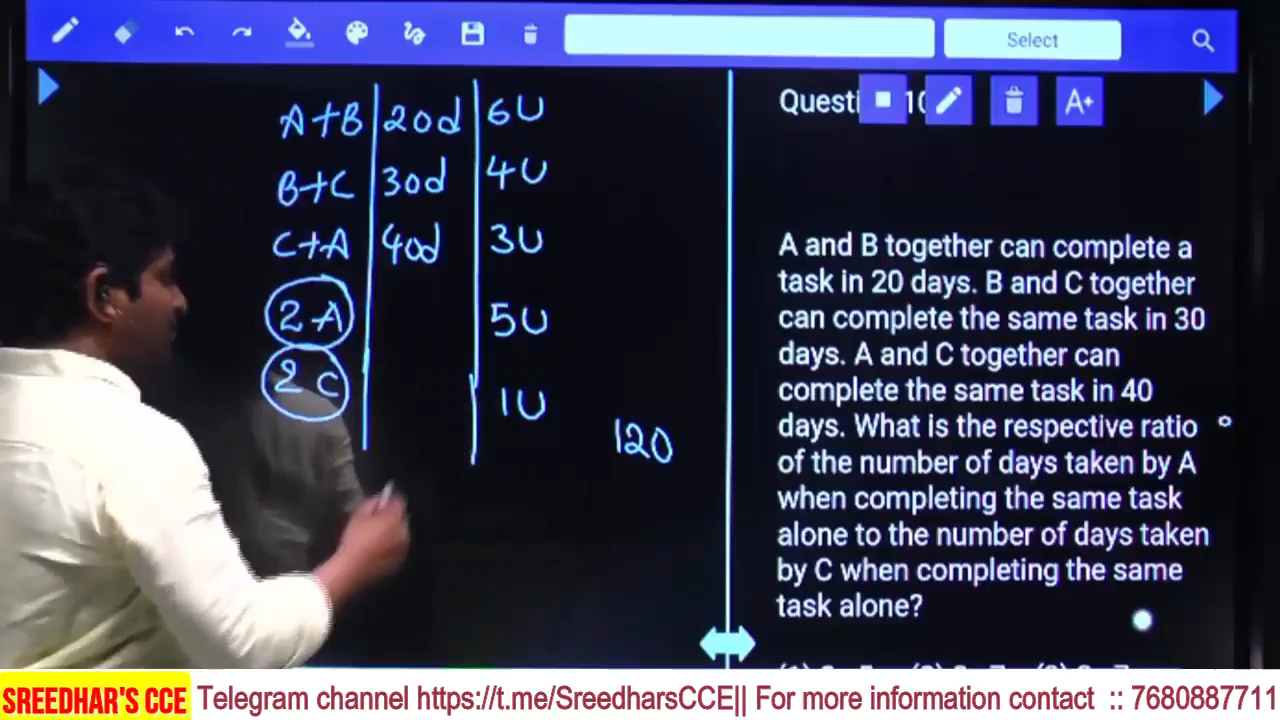 Select
A+B 20d 6U
B+C 30d 4U
C+A 40d 3U
2A 5U
2C 1U
120
Questi 10
A+
A and B together can complete a
task in 20 days. B and C together
can complete the same task in 30
days. A and C together can
complete the same task in 40
days. What is the respective ratio
of the number of days taken by A
when completing the same task
alone to the number of days taken
by C when completing the same
task alone?
SREEDHAR'S CCE Telegram channel https://t.me/SreedharsCCE|| For more information contact :: 7680887711